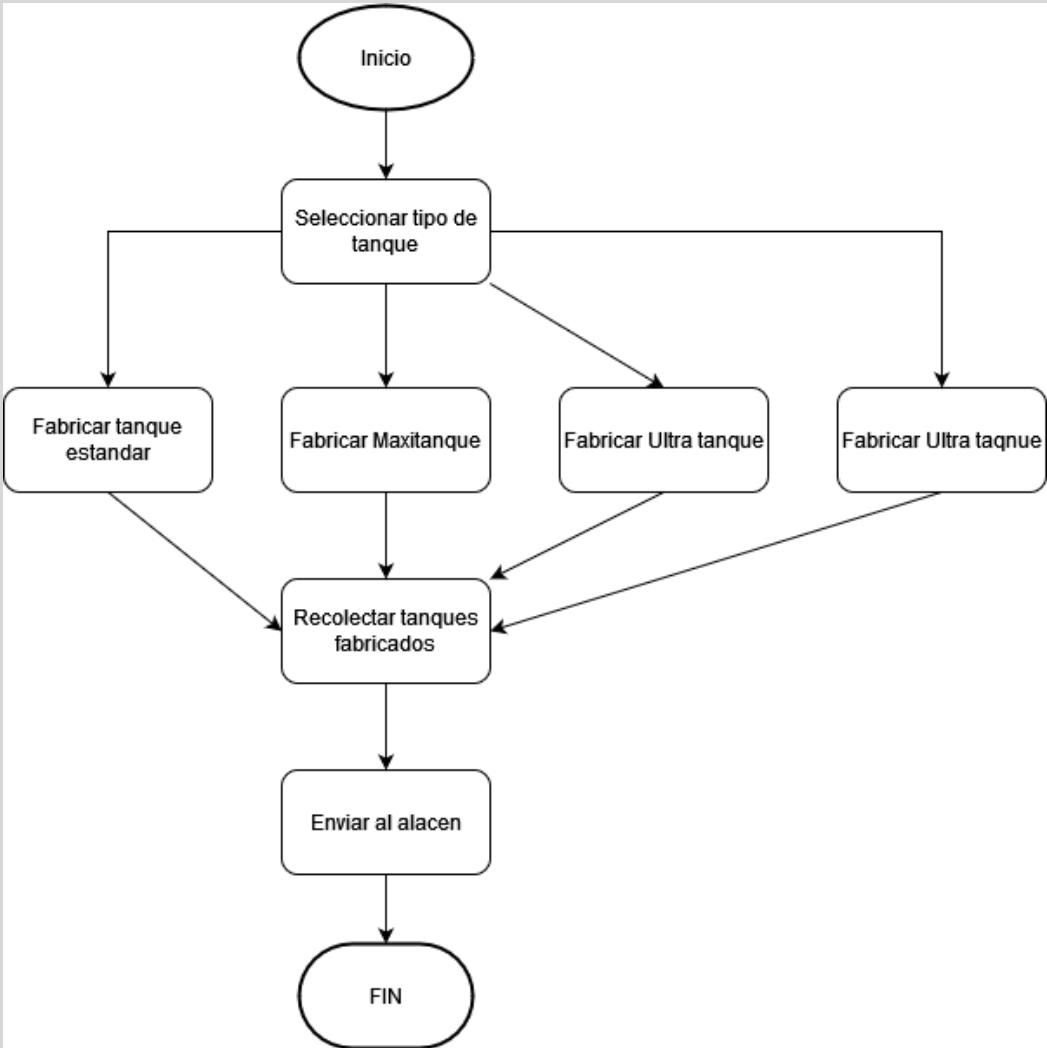 Inicio
Seleccionar tipo de
tanque
Fabricar tanque
estandar
Fabricar Maxitanque
Fabricar Ultra tanque
Fabricar Ultra taqnue
Recolectar tanques
fabricados
Enviar al alacen
FIN